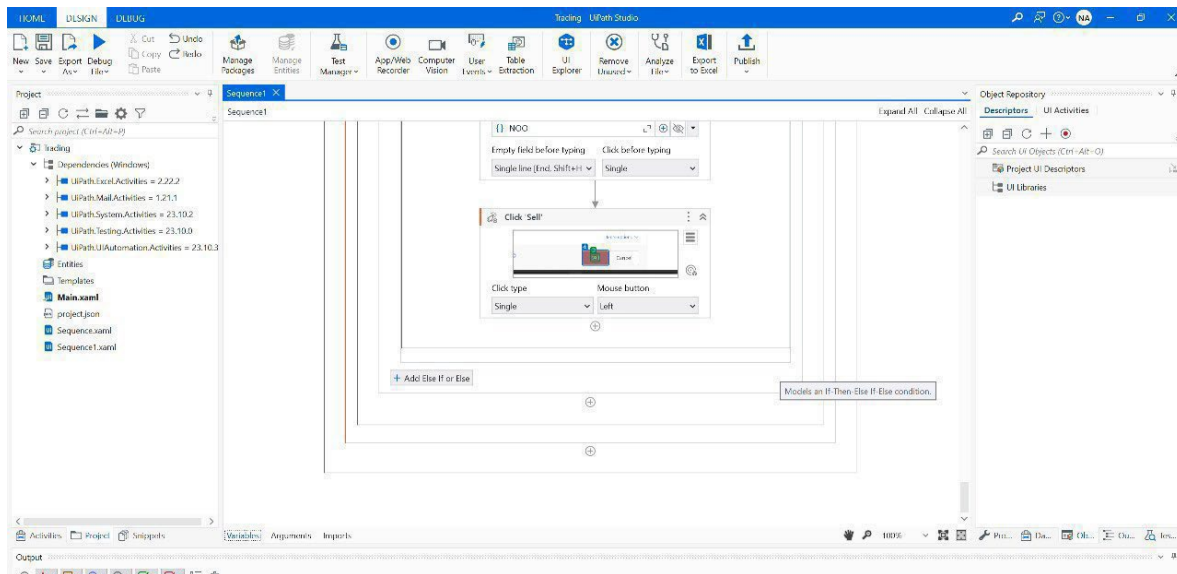 HOME DESIGN DEBUG Trading UiPath Studio NA
New Save Export As Debug File Cut Copy Paste Undo Redo Manage Packages Manage Entities Test Manager App/Web Recorder Computer Vision User Events Table Extraction UI Explorer Remove Unused Analyze File Export to Excel Publish
Project
Search project (Ctrl+Alt+P)
Trading
Dependencies (Windows)
UiPath.Excel.Activities = 2.22.2
UiPath.Mail.Activities = 1.21.1
UiPath.System.Activities = 23.10.2
UiPath.Testing.Activities = 23.10.0
UiPath.UIAutomation.Activities = 23.10.3
Entities
Templates
Main.xaml
project.json
Sequence.xaml
Sequence1.xaml
Activities Project Snippets
Sequence1
Sequence1 Expand All Collapse All
{} NOO
Empty field before typing Click before typing
Single line (End, Shift+H Single
Click 'Sell'
Cancel
Click type Mouse button
Single Left
+ Add Else If or Else
Models an If-Then-Else If-Else condition.
Variables Arguments Imports 100%
Object Repository
Descriptors UI Activities
Search UI Objects (Ctrl+Alt+O)
Project UI Descriptors
UI Libraries
Pro... Da... Ob... Ou... Tes...
Output